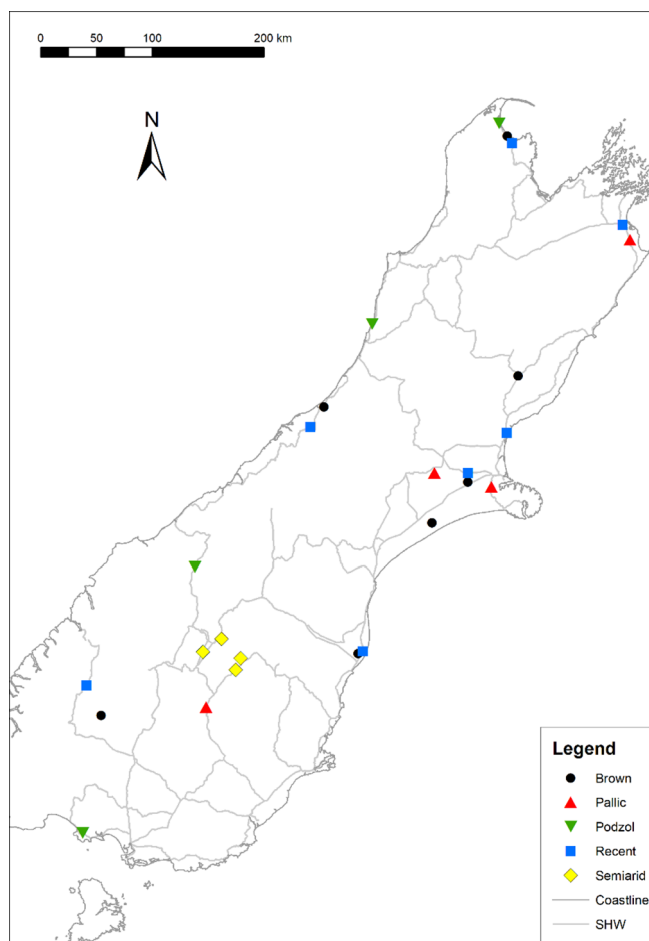 0 50 100 200 km
N
Legend
Brown
Pallic
Podzol
Recent
Semiarid
Coastline
SHW